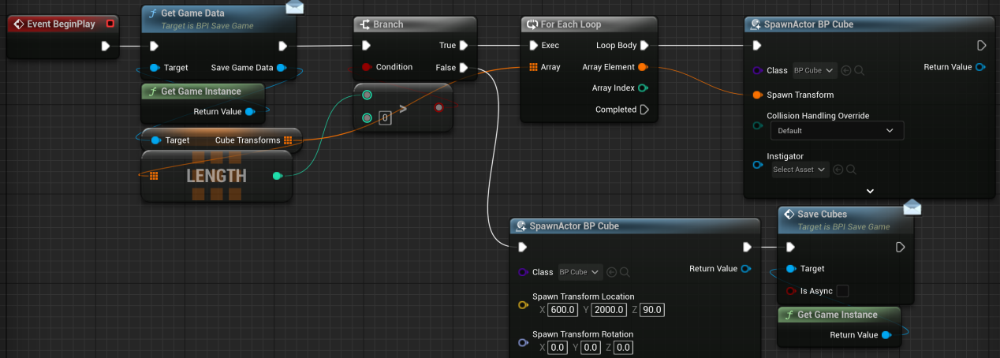 Event BeginPlay
f Get Game Data
Target is BPI Save Game
Target
Save Game Data
f Get Game Instance
Return Value
Target
Cube Transforms
LENGTH
Branch
True
Condition
False
0
>
For Each Loop
Exec
Loop Body
Array
Array Element
Array Index
Completed
SpawnActor BP Cube
Class
BP Cube
Return Value
Spawn Transform
Collision Handling Override
Default
Instigator
Select Asset
SpawnActor BP Cube
Class
BP Cube
Return Value
Spawn Transform Location
X 600.0 Y 2000.0 Z 90.0
Spawn Transform Rotation
X 0.0 Y 0.0 Z 0.0
Save Cubes
Target is BPI Save Game
Target
Is Async
f Get Game Instance
Return Value